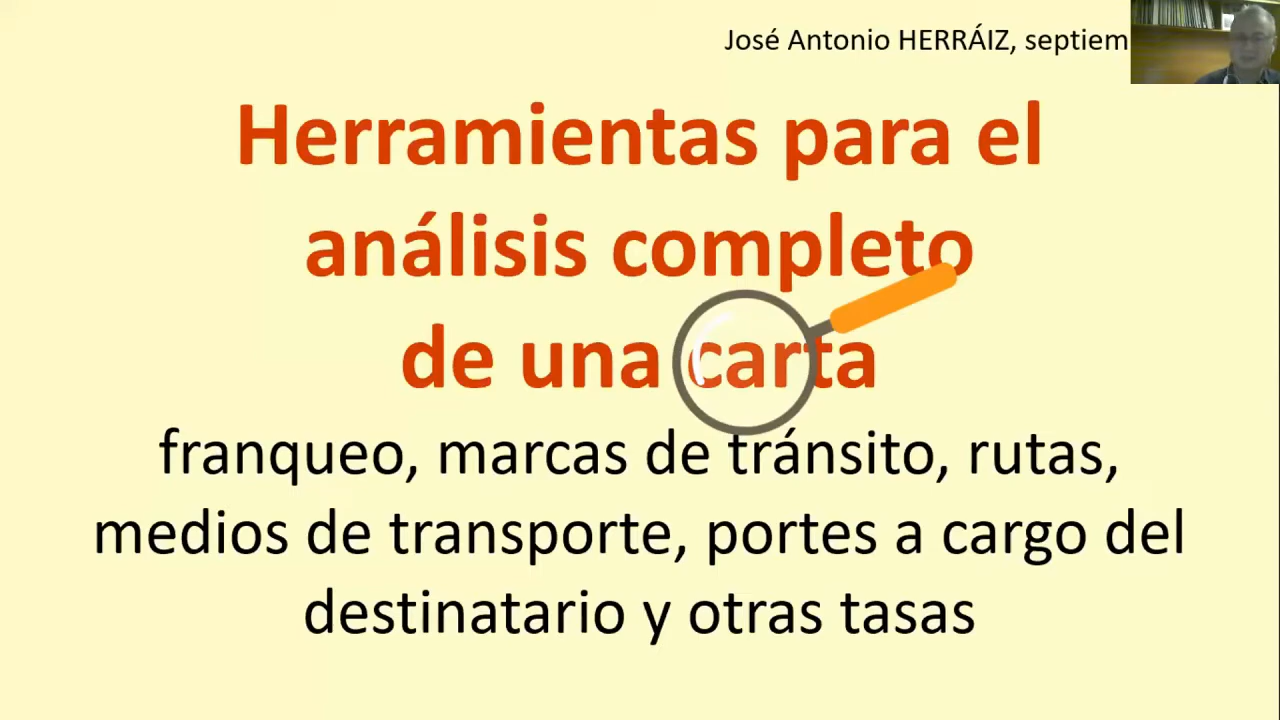 José Antonio HERRÁIZ, septiem
Herramientas para el
análisis completo
de una carta
franqueo, marcas de tránsito, rutas,
medios de transporte, portes a cargo del
destinatario y otras tasas